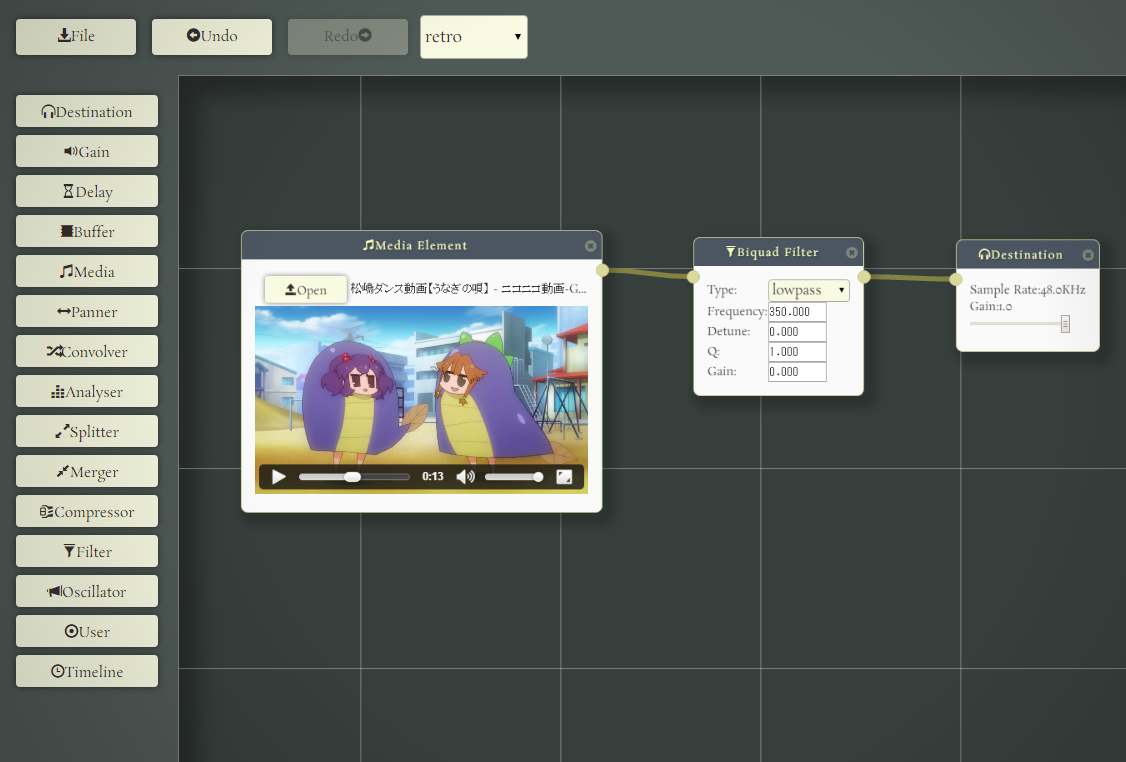 File
Undo
Redo
retro
Destination
Gain
Delay
Buffer
Media
Panner
Convolver
Analyser
Splitter
Merger
Compressor
Filter
Oscillator
User
Timeline
Media Element
Open
松嶋ダンス動画【うなぎの唄】 - ニコニコ動画-G...
0:13
Biquad Filter
Type: lowpass
Frequency: 350.000
Detune: 0.000
Q: 1.000
Gain: 0.000
Destination
Sample Rate:48.0KHz
Gain:1.0